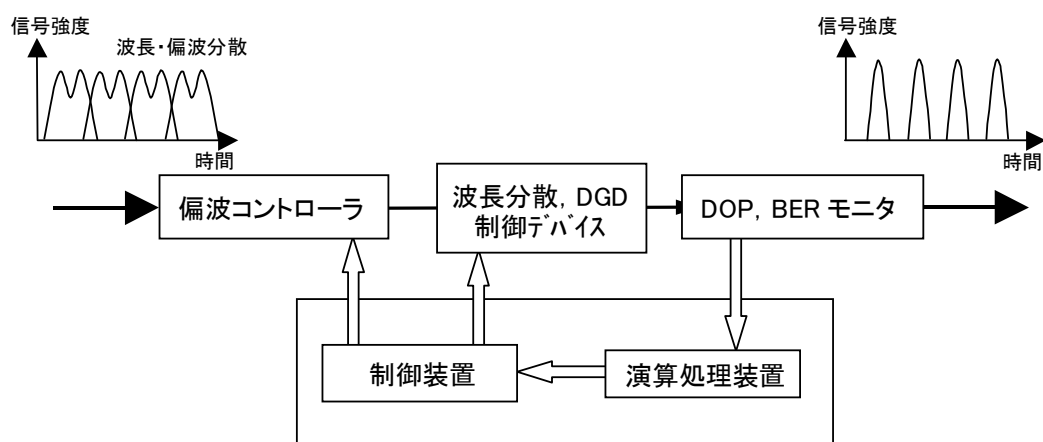 信号強度
波長・偏波分散
時間
信号強度
時間
偏波コントローラ
波長分散, DGD
制御デバイス
DOP, BER モニタ
制御装置
演算処理装置